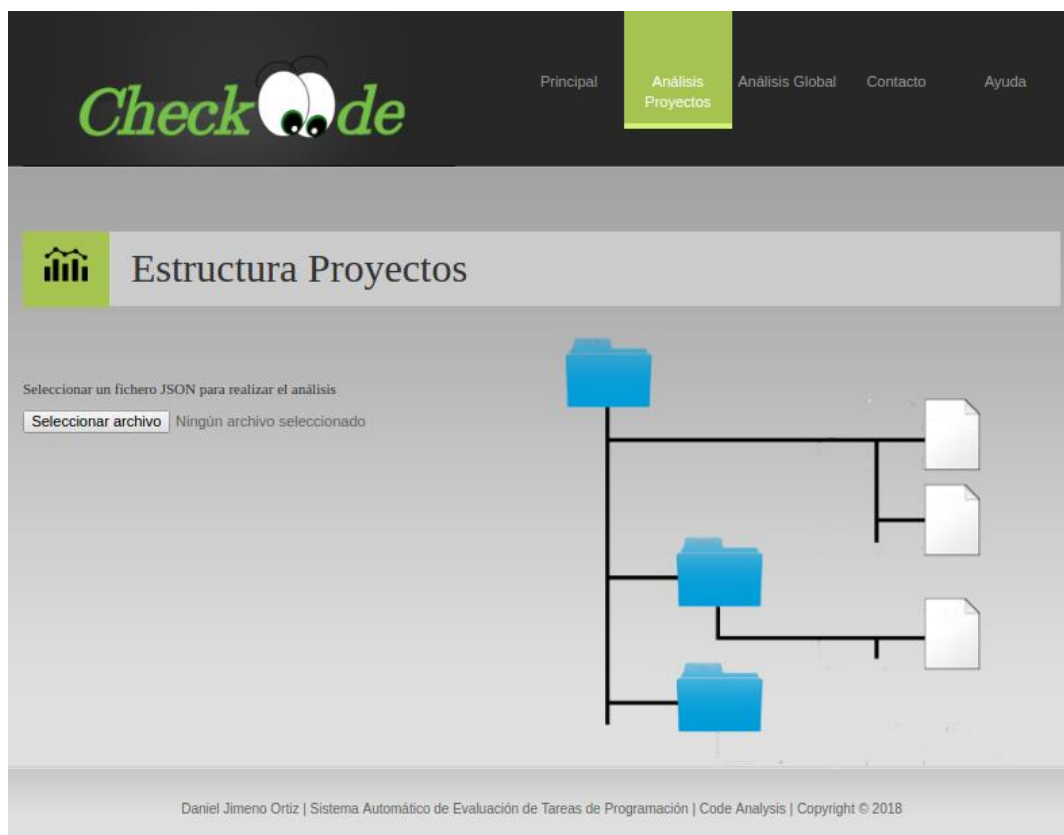 Check de
Principal
Análisis
Proyectos
Análisis Global
Contacto
Ayuda
Estructura Proyectos
Seleccionar un fichero JSON para realizar el análisis
Seleccionar archivo Ningún archivo seleccionado
Daniel Jimeno Ortiz | Sistema Automático de Evaluación de Tareas de Programación | Code Analysis | Copyright © 2018